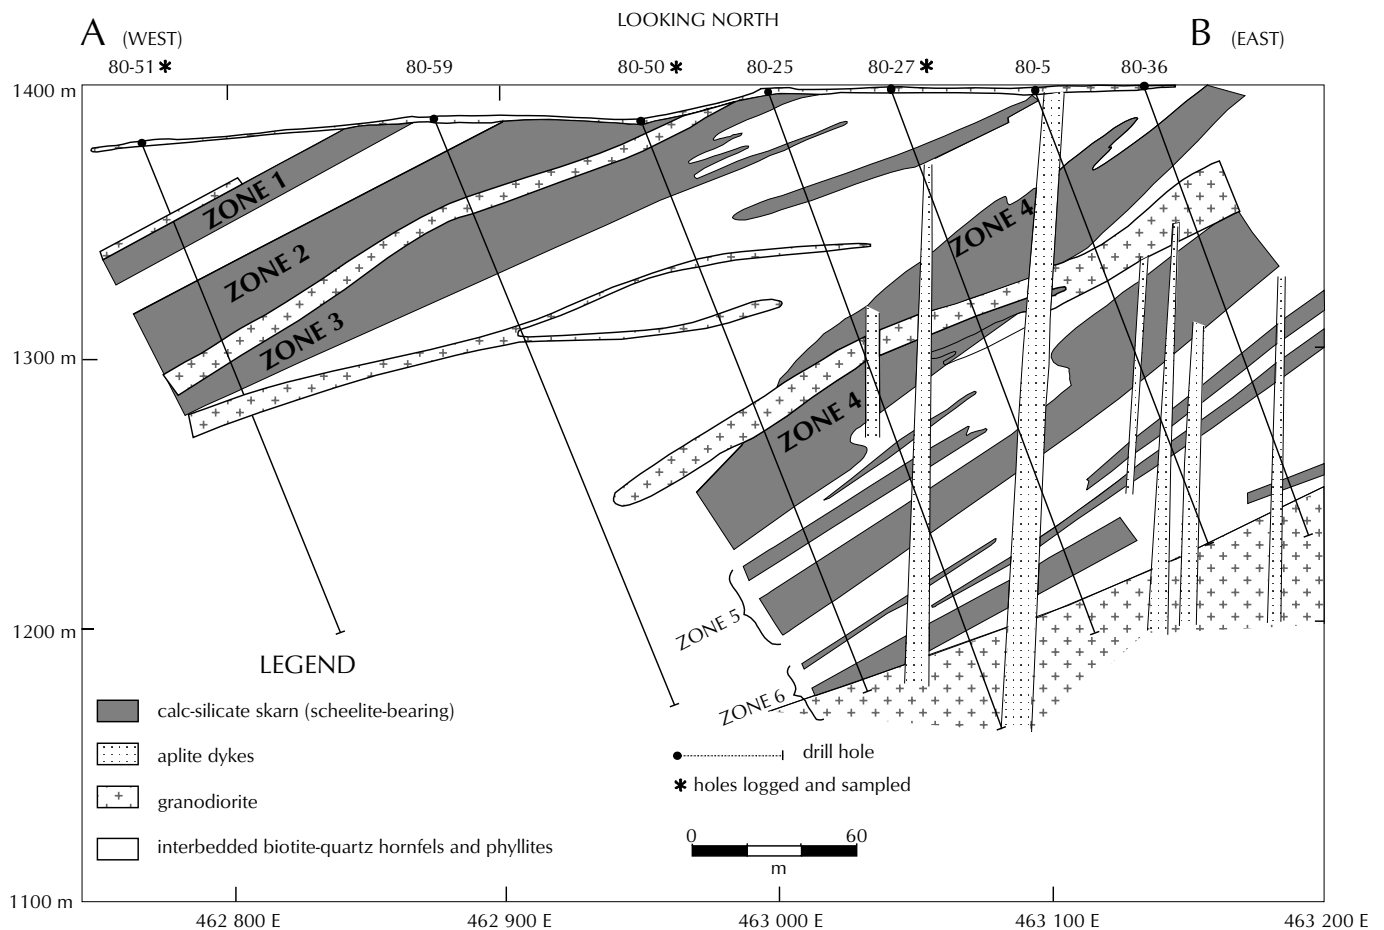 LOOKING NORTH
A (WEST)
B (EAST)
80-51 ✱
80-59
80-50 ✱
80-25
80-27 ✱
80-5
80-36
1400 m
1300 m
1200 m
1100 m
ZONE 1
ZONE 2
ZONE 3
ZONE 4
ZONE 4
ZONE 5
ZONE 6
LEGEND
calc-silicate skarn (scheelite-bearing)
aplite dykes
granodiorite
interbedded biotite-quartz hornfels and phyllites
drill hole
✱ holes logged and sampled
0 60
m
462 800 E
462 900 E
463 000 E
463 100 E
463 200 E